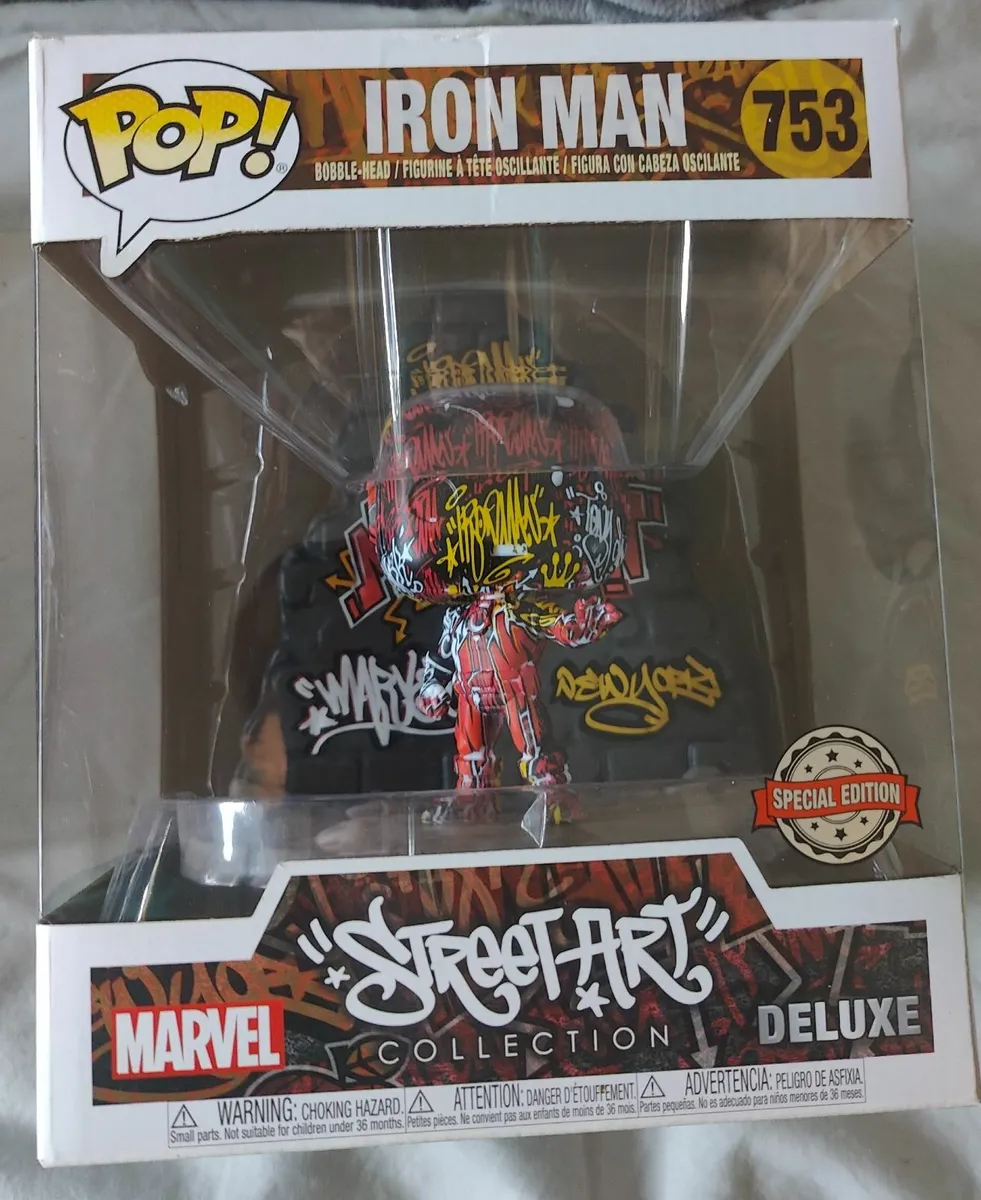 POP!®
IRON MAN
753
BOBBLE-HEAD / FIGURINE À TÊTE OSCILLANTE / FIGURA CON CABEZA OSCILANTE
IRONMAN
MARVE
NEW YORK
SPECIAL EDITION
"STREET ART"
COLLECTION
MARVEL
DELUXE
WARNING: CHOKING HAZARD.
Small parts. Not suitable for children under 36 months.
ATTENTION: DANGER D'ÉTOUFFEMENT.
Petites pièces. Ne convient pas aux enfants de moins de 36 mois.
ADVERTENCIA: PELIGRO DE ASFIXIA.
Partes pequeñas. No es adecuado para niños menores de 36 meses.